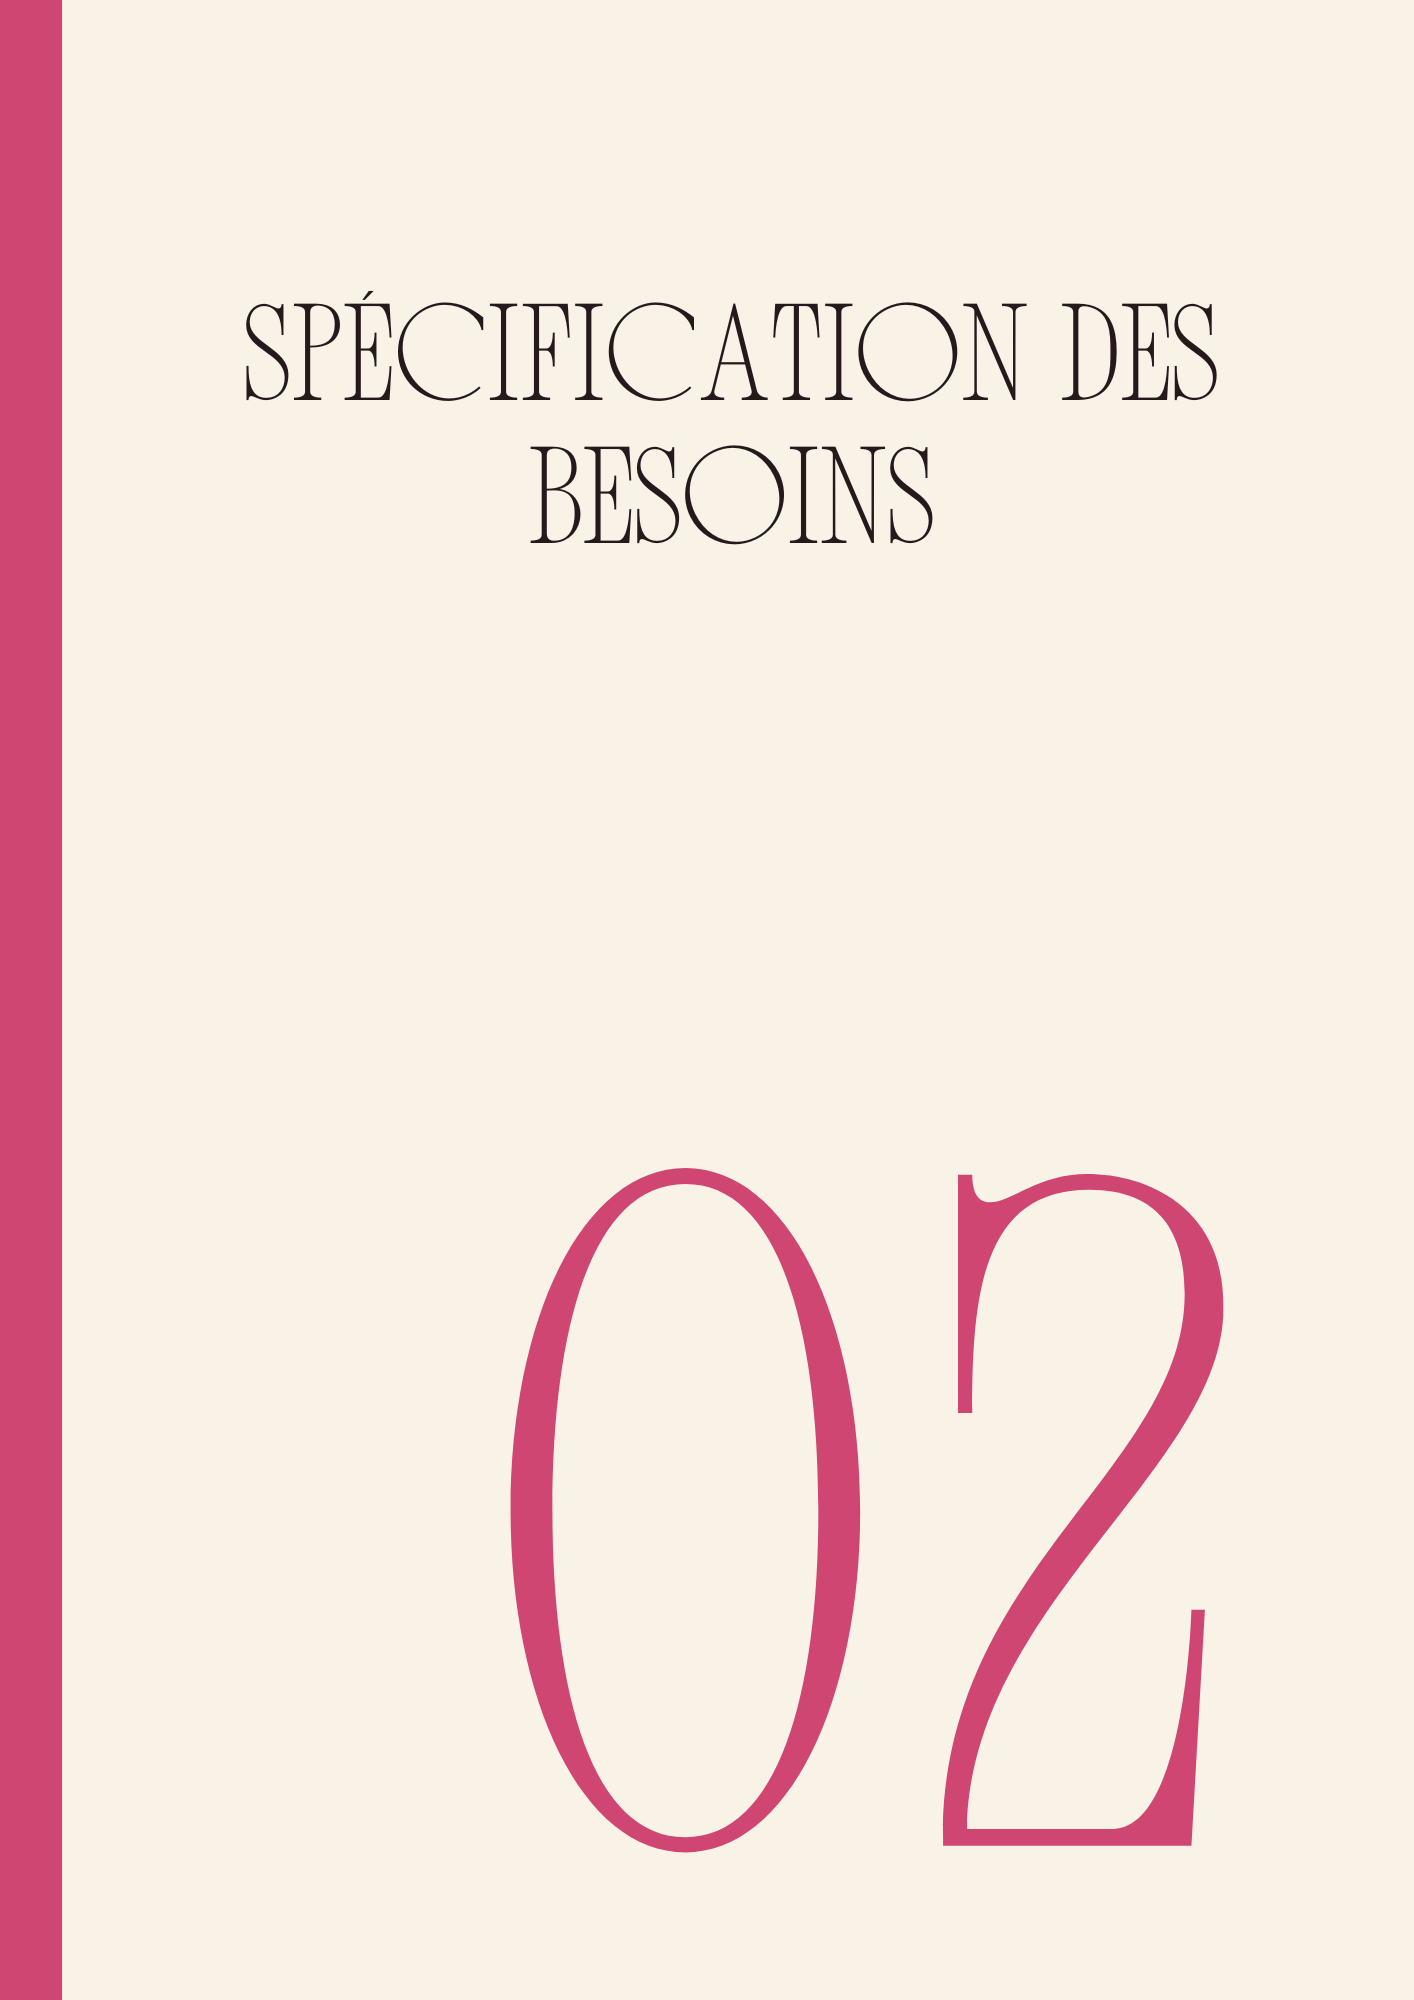 SPÉCIFICATION DES
BESOINS
02